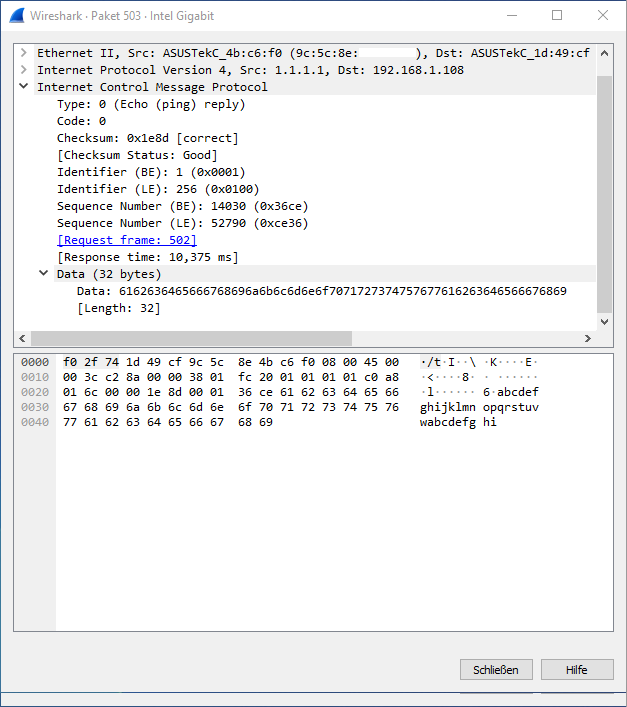 Wireshark · Paket 503 · Intel Gigabit
Ethernet II, Src: ASUSTekC_4b:c6:f0 (9c:5c:8e:        ), Dst: ASUSTekC_1d:49:cf
Internet Protocol Version 4, Src: 1.1.1.1, Dst: 192.168.1.108
Internet Control Message Protocol
Type: 0 (Echo (ping) reply)
Code: 0
Checksum: 0x1e8d [correct]
[Checksum Status: Good]
Identifier (BE): 1 (0x0001)
Identifier (LE): 256 (0x0100)
Sequence Number (BE): 14030 (0x36ce)
Sequence Number (LE): 52790 (0xce36)
[Request frame: 502]
[Response time: 10,375 ms]
Data (32 bytes)
Data: 6162636465666768696a6b6c6d6e6f7071727374757677616263646566676869
[Length: 32]
0000 f0 2f 74 1d 49 cf 9c 5c 8e 4b c6 f0 08 00 45 00 ·/t·I··\ ·K····E·
0010 00 3c c2 8a 00 00 38 01 fc 20 01 01 01 01 c0 a8 ·<····8· · ······
0020 01 6c 00 00 1e 8d 00 01 36 ce 61 62 63 64 65 66 ·l······ 6·abcdef
0030 67 68 69 6a 6b 6c 6d 6e 6f 70 71 72 73 74 75 76 ghijklmn opqrstuv
0040 77 61 62 63 64 65 66 67 68 69 wabcdefg hi
Schließen Hilfe